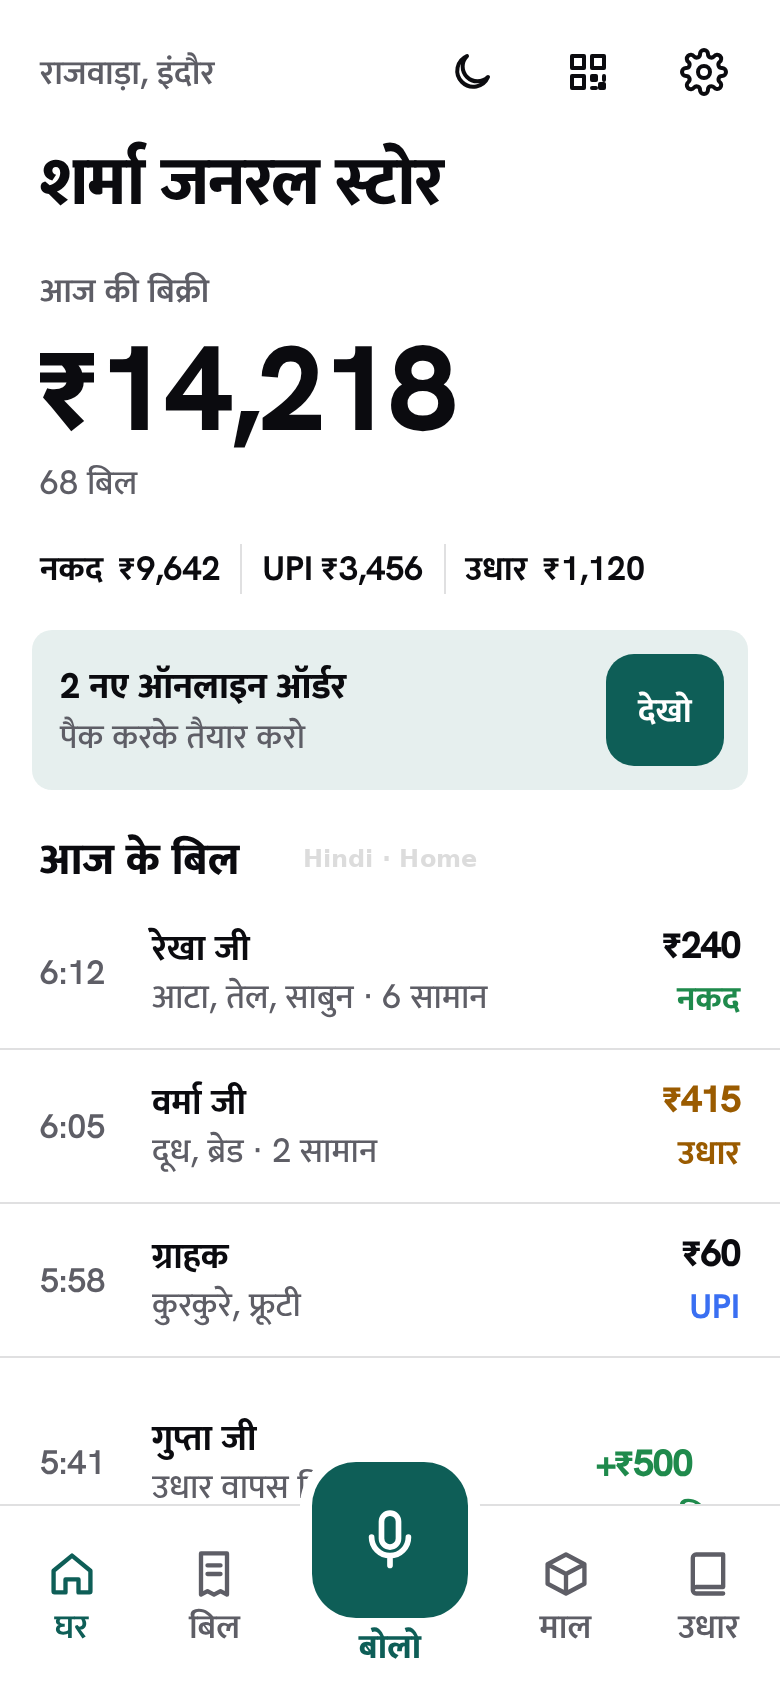 राजवाड़ा, इंदौर
शर्मा जनरल स्टोर
आज की बिक्री
₹14,218
68 बिल
नकद ₹9,642 UPI ₹3,456 उधार ₹1,120
2 नए ऑनलाइन ऑर्डर
पैक करके तैयार करो
देखो
आज के बिल
Hindi · Home
6:12
रेखा जी
आटा, तेल, साबुन · 6 सामान
₹240
नकद
6:05
वर्मा जी
दूध, ब्रेड · 2 सामान
₹415
उधार
5:58
ग्राहक
कुरकुरे, फ्रूटी
₹60
UPI
5:41
गुप्ता जी
उधार वापस
+₹500
घर
बिल
बोलो
माल
उधार